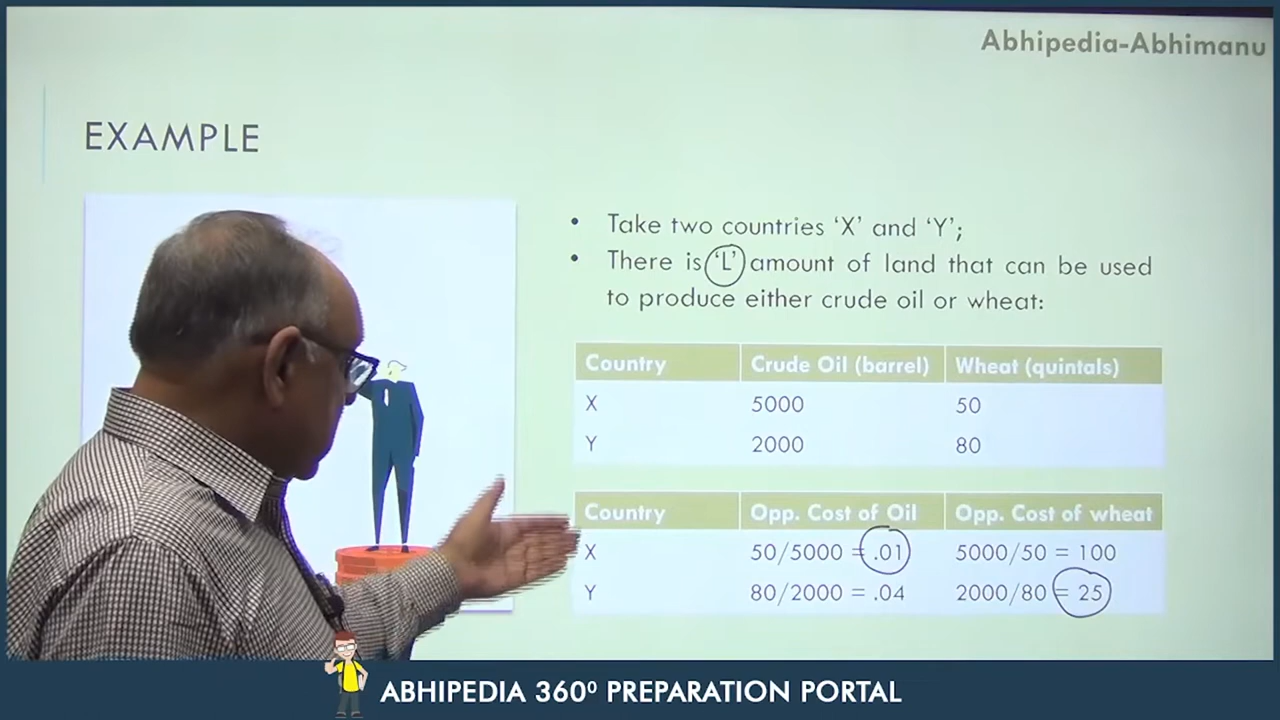 Abhipedia-Abhimanu
EXAMPLE
• Take two countries ‘X’ and ‘Y’;
• There is ‘L’ amount of land that can be used
to produce either crude oil or wheat:
Country Crude Oil (barrel) Wheat (quintals)
X 5000 50
Y 2000 80
Country Opp. Cost of Oil Opp. Cost of wheat
X 50/5000 = .01 5000/50 = 100
Y 80/2000 = .04 2000/80 = 25
ABHIPEDIA 360⁰ PREPARATION PORTAL